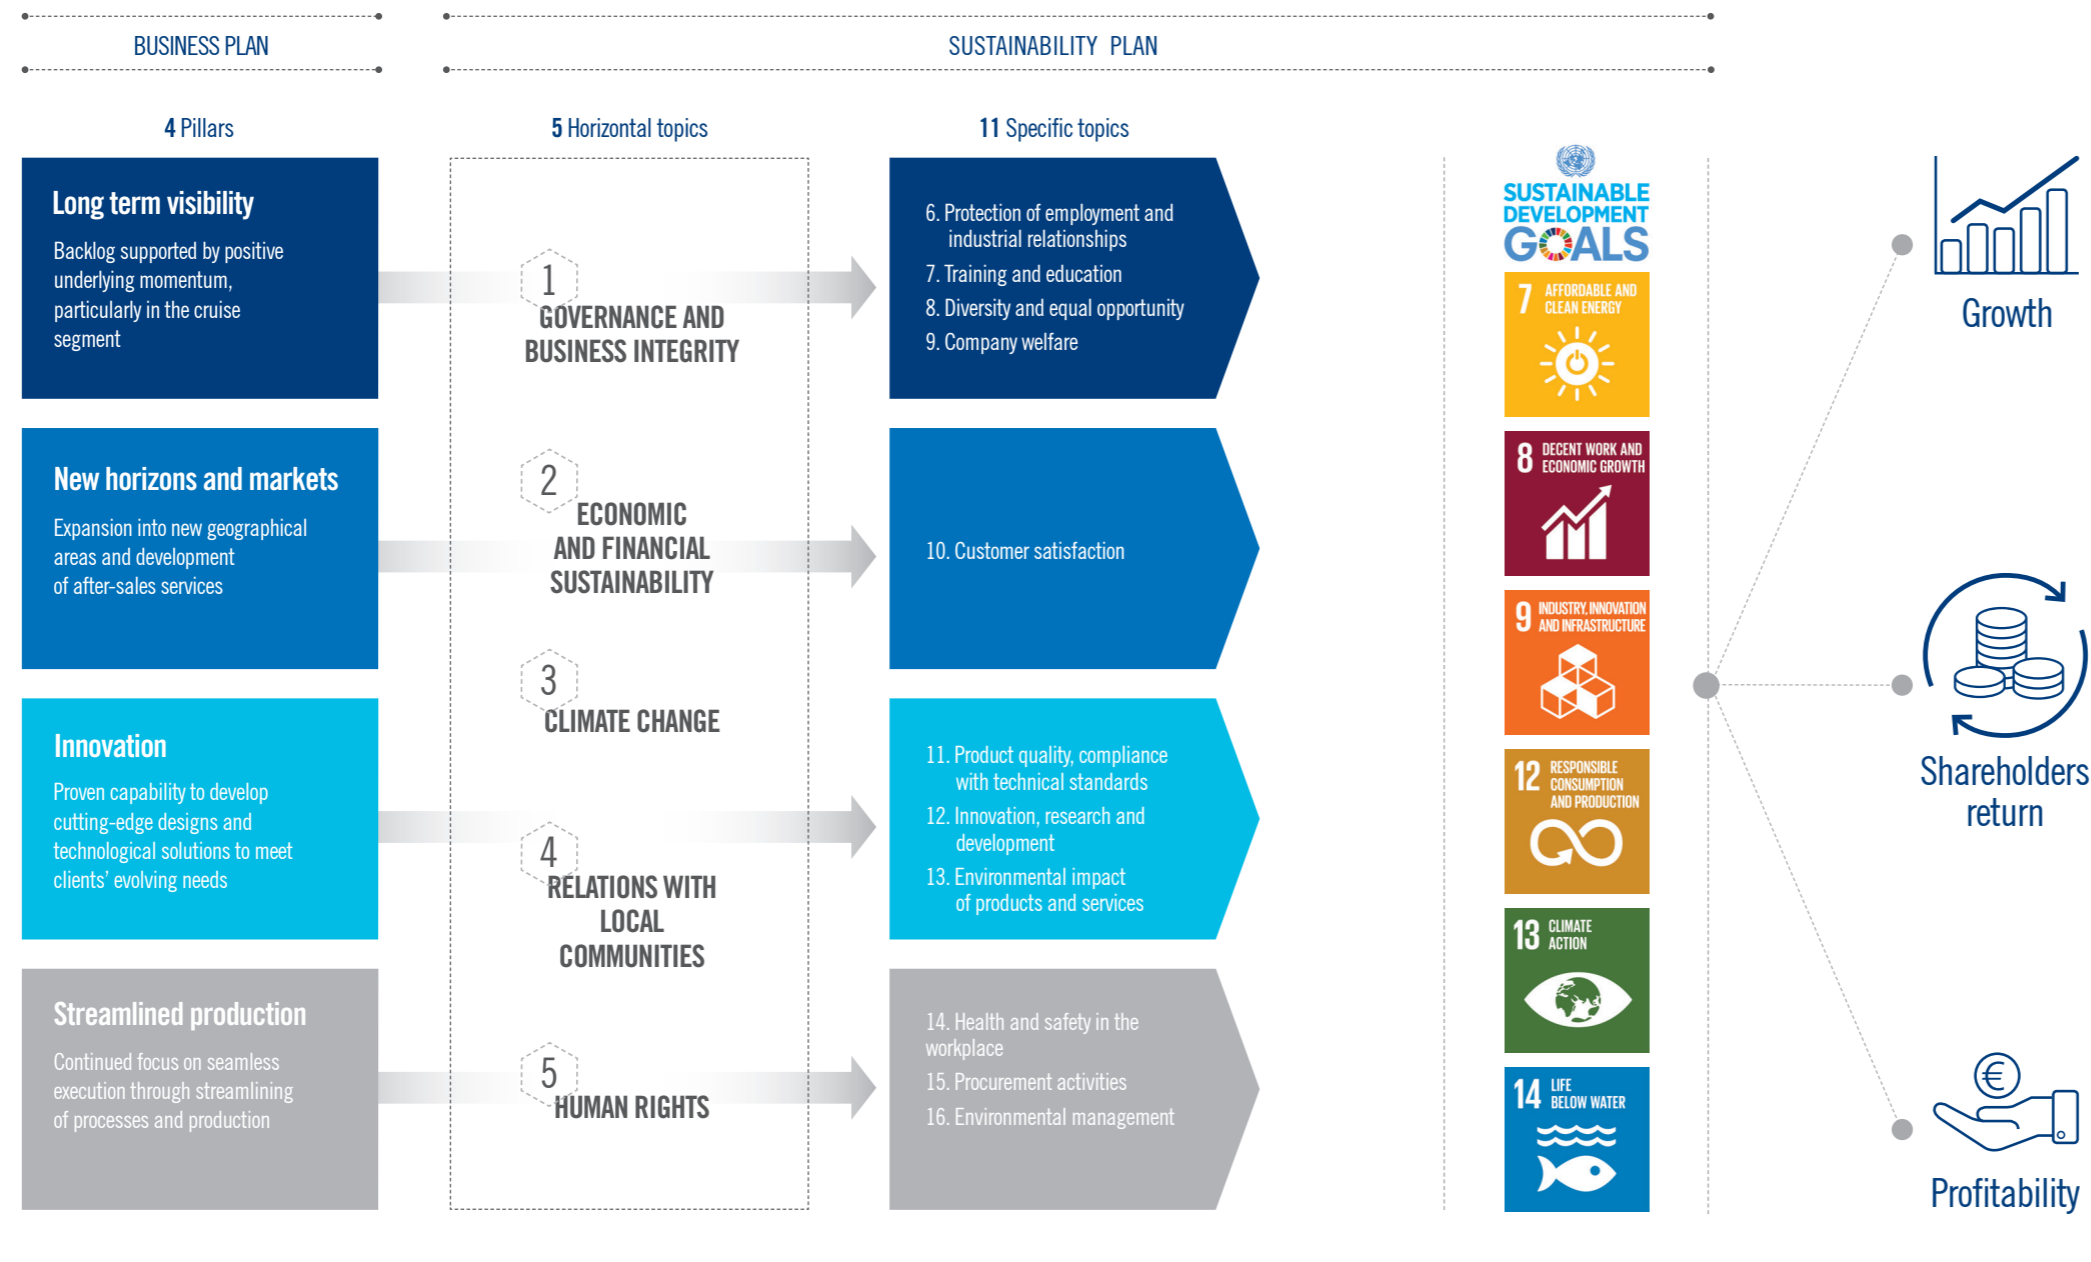 BUSINESS PLAN
SUSTAINABILITY PLAN
4 Pillars
5 Horizontal topics
11 Specific topics
Long term visibility
Backlog supported by positive
underlying momentum,
particularly in the cruise
segment
New horizons and markets
Expansion into new geographical
areas and development
of after-sales services
Innovation
Proven capability to develop
cutting-edge designs and
technological solutions to meet
clients’ evolving needs
Streamlined production
Continued focus on seamless
execution through streamlining
of processes and production
1
GOVERNANCE AND
BUSINESS INTEGRITY
2
ECONOMIC
AND FINANCIAL
SUSTAINABILITY
3
CLIMATE CHANGE
4
RELATIONS WITH
LOCAL
COMMUNITIES
5
HUMAN RIGHTS
6. Protection of employment and
industrial relationships
7. Training and education
8. Diversity and equal opportunity
9. Company welfare
10. Customer satisfaction
11. Product quality, compliance
with technical standards
12. Innovation, research and
development
13. Environmental impact
of products and services
14. Health and safety in the
workplace
15. Procurement activities
16. Environmental management
SUSTAINABLE
DEVELOPMENT
GOALS
7 AFFORDABLE AND
CLEAN ENERGY
8 DECENT WORK AND
ECONOMIC GROWTH
9 INDUSTRY, INNOVATION
AND INFRASTRUCTURE
12 RESPONSIBLE
CONSUMPTION
AND PRODUCTION
13 CLIMATE
ACTION
14 LIFE
BELOW WATER
Growth
Shareholders
return
€
Profitability